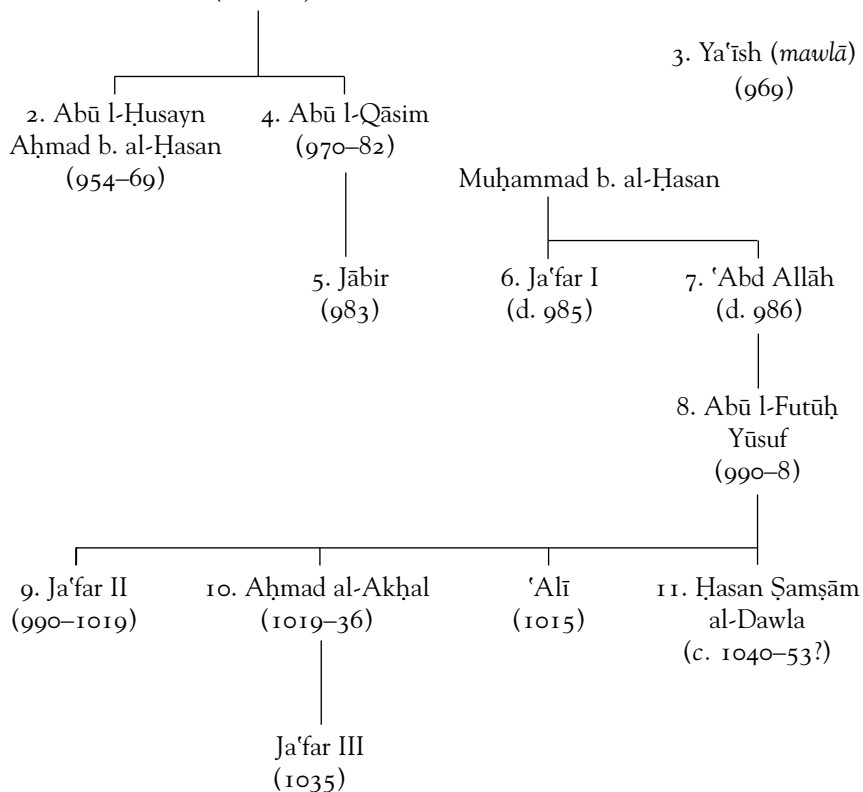 3. Yaʿīsh (mawlā)
(969)
2. Abū l-Ḥusayn
Aḥmad b. al-Ḥasan
(954–69)
4. Abū l-Qāsim
(970–82)
Muḥammad b. al-Ḥasan
5. Jābir
(983)
6. Jaʿfar I
(d. 985)
7. ʿAbd Allāh
(d. 986)
8. Abū l-Futūḥ
Yūsuf
(990–8)
9. Jaʿfar II
(990–1019)
10. Aḥmad al-Akḥal
(1019–36)
ʿAlī
(1015)
11. Ḥasan Ṣamṣām
al-Dawla
(c. 1040–53?)
Jaʿfar III
(1035)